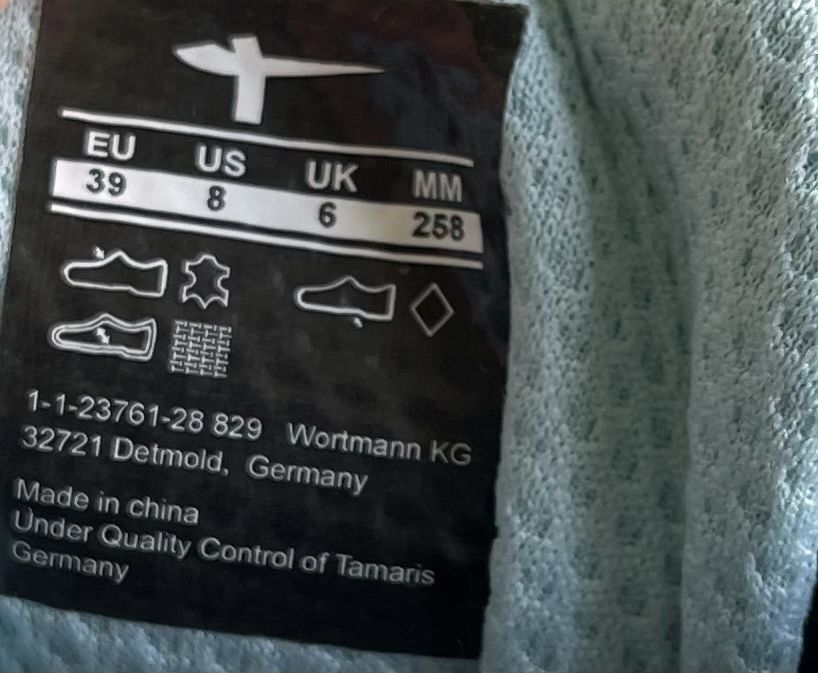 EU US UK MM
39 8 6 258
1-1-23761-28 829 Wortmann KG
32721 Detmold, Germany
Made in china
Under Quality Control of Tamaris
Germany